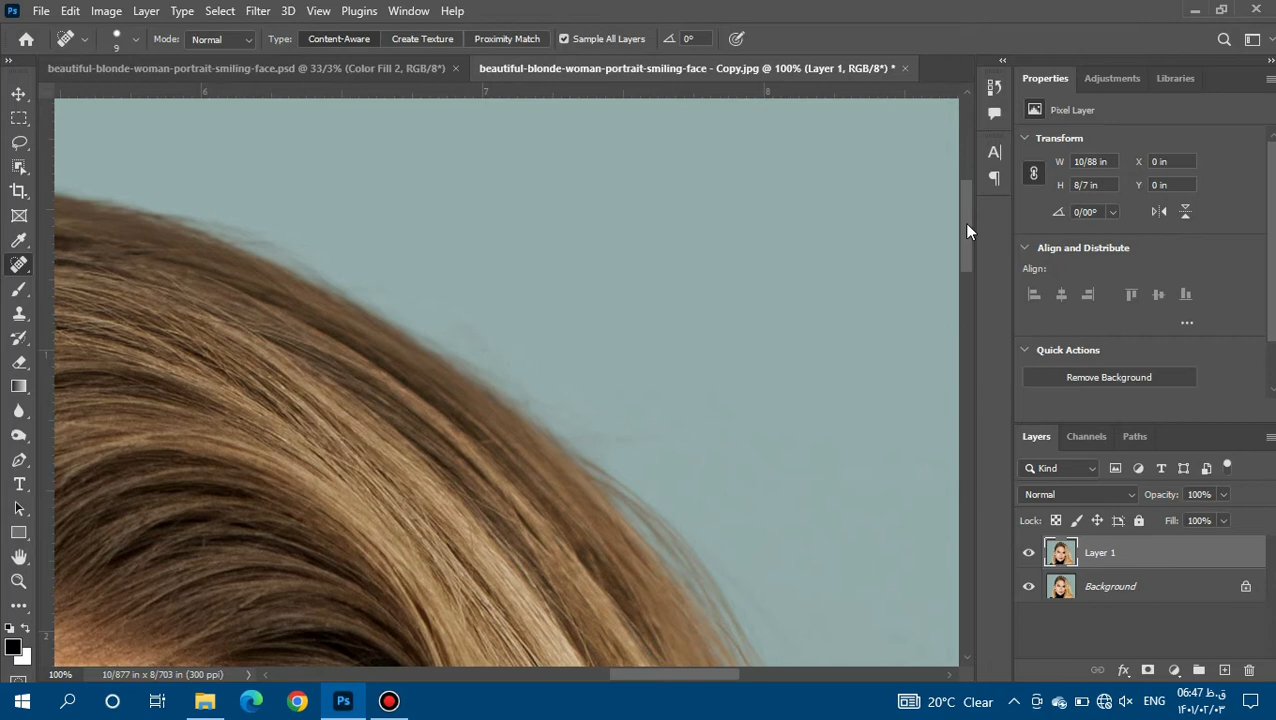 Ps File Edit Image Layer Type Select Filter 3D View Plugins Window Help
9 Mode: Normal Type: Content-Aware Create Texture Proximity Match Sample All Layers 0°
beautiful-blonde-woman-portrait-smiling-face.psd @ 33/3% (Color Fill 2, RGB/8*) × beautiful-blonde-woman-portrait-smiling-face - Copy.jpg @ 100% (Layer 1, RGB/8*) * ×
6 7 8
1
2
Properties Adjustments Libraries
Pixel Layer
Transform
W 10/88 in X 0 in
H 8/7 in Y 0 in
0/00°
Align and Distribute
Align:
Quick Actions
Remove Background
Layers Channels Paths
Kind
Normal Opacity: 100%
Lock: Fill: 100%
Layer 1
Background
100% 10/877 in x 8/703 in (300 ppi)
Ps 20°C Clear ENG ق.ظ 06:47
۱۴۰۱/۰۲/۰۳